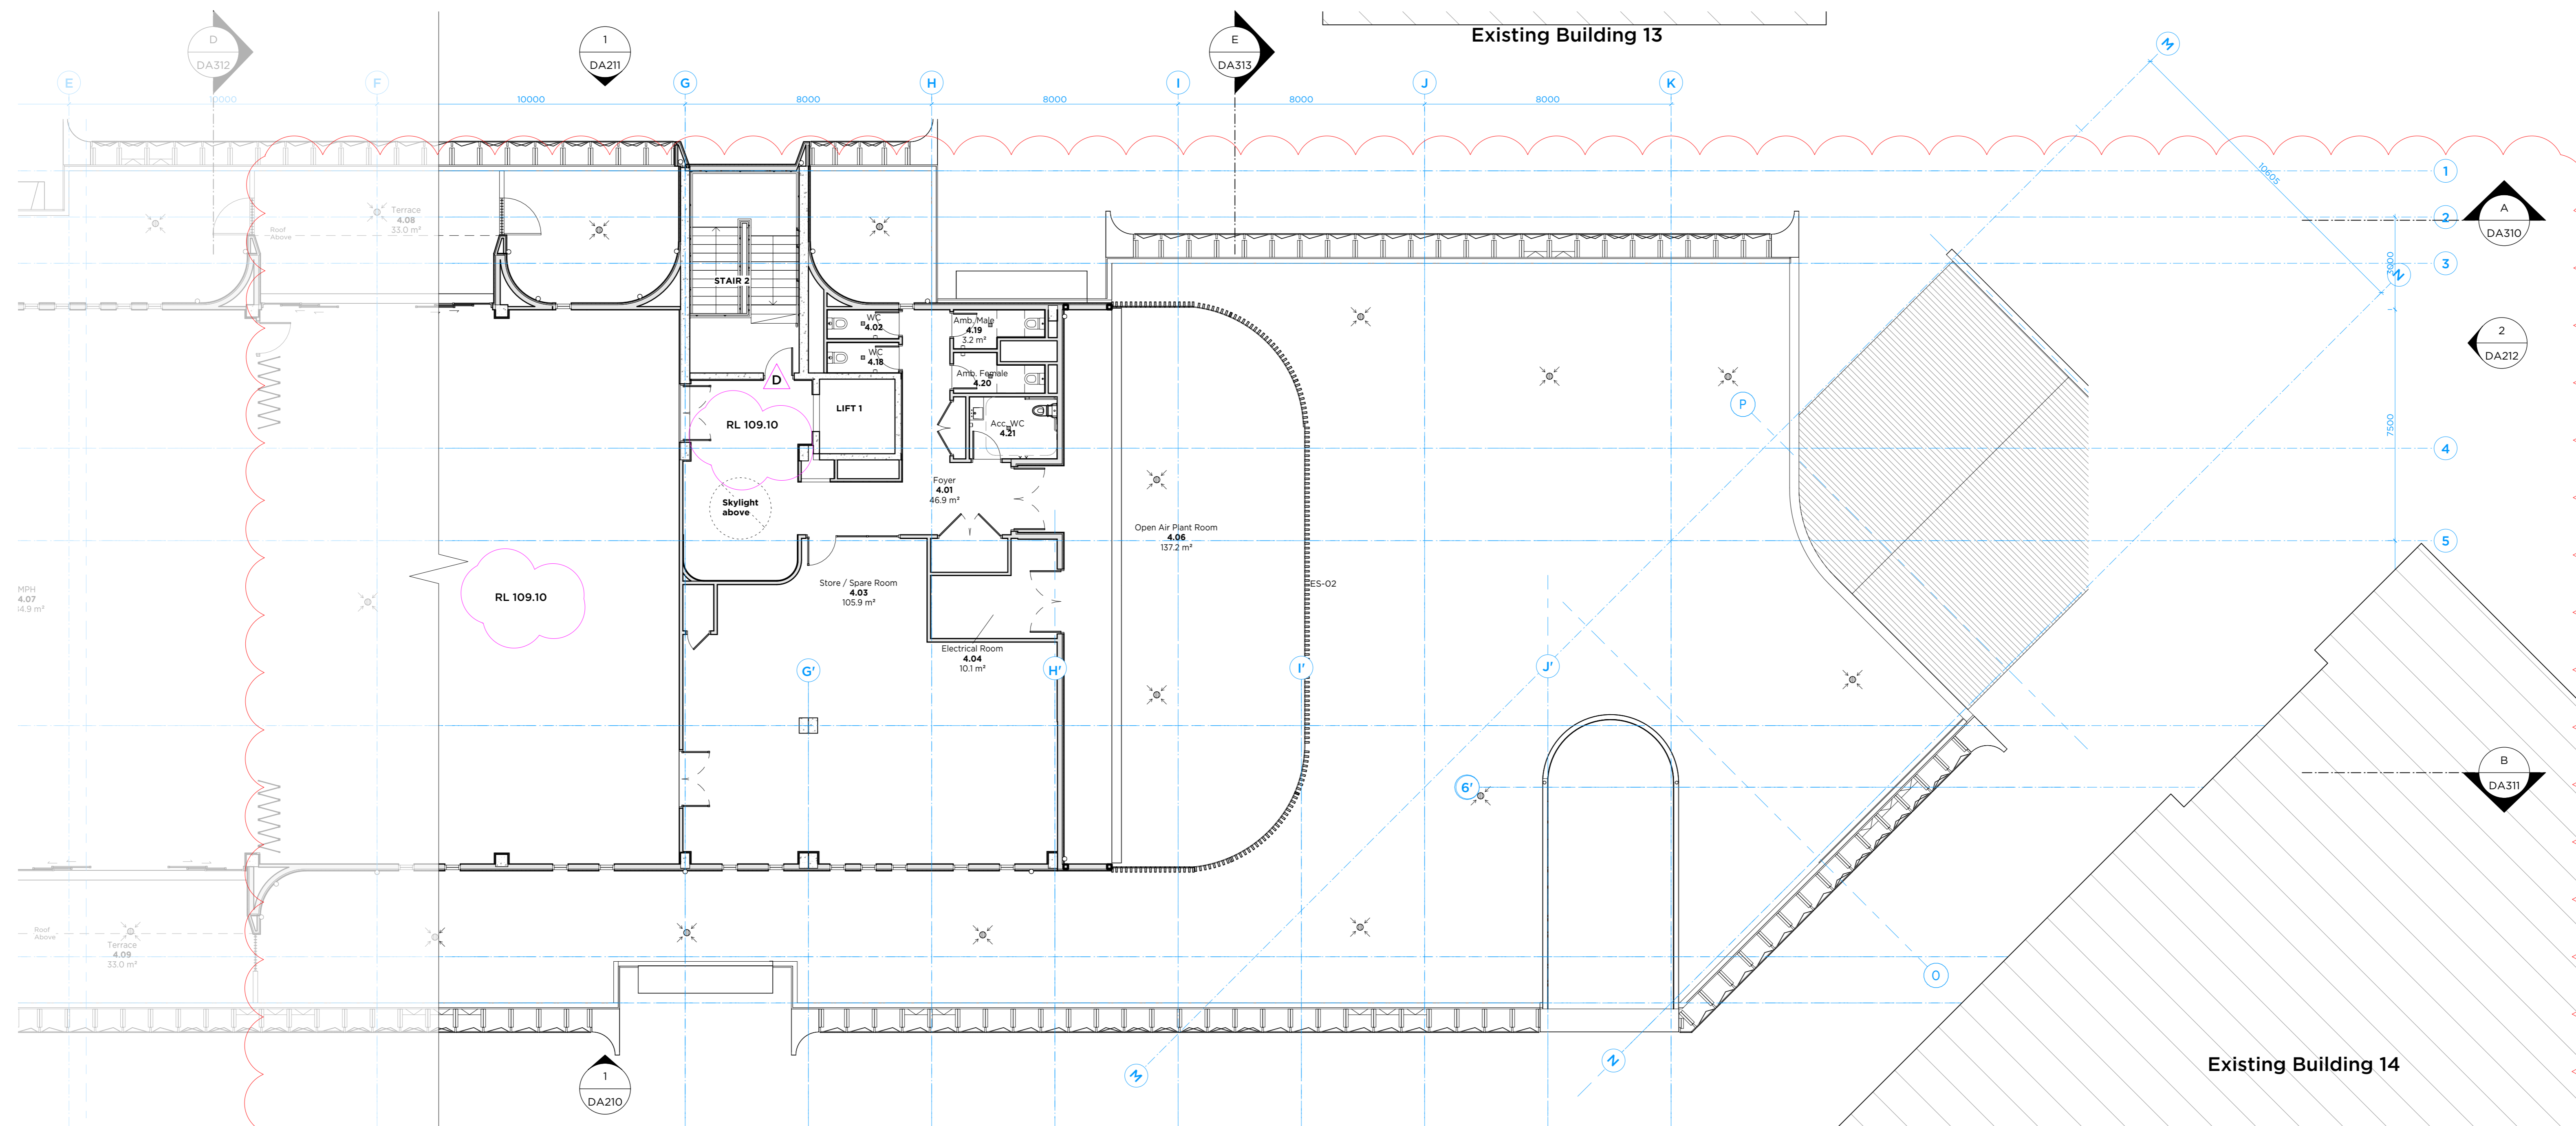 Existing Building 13
D
DA312
1
DA211
E
DA313
M
E
F
G
H
I
J
K
10000
10000
8000
8000
8000
8000
10605
1
2
3
4
5
A
DA310
3000
N
2
DA212
7500
P
Terrace
4.08
33.0 m²
Roof
Above
STAIR 2
WC
4.02
WC
4.18
Amb. Male
4.19
3.2 m²
Amb. Female
4.20
Acc. WC
4.21
D
LIFT 1
RL 109.10
Skylight
above
Foyer
4.01
46.9 m²
Open Air Plant Room
4.06
137.2 m²
ES-02
Store / Spare Room
4.03
105.9 m²
RL 109.10
MPH
4.07
Electrical Room
4.04
10.1 m²
G'
H'
I'
J'
6'
B
DA311
Roof
Above
Terrace
4.09
33.0 m²
O
M
N
1
DA210
Existing Building 14